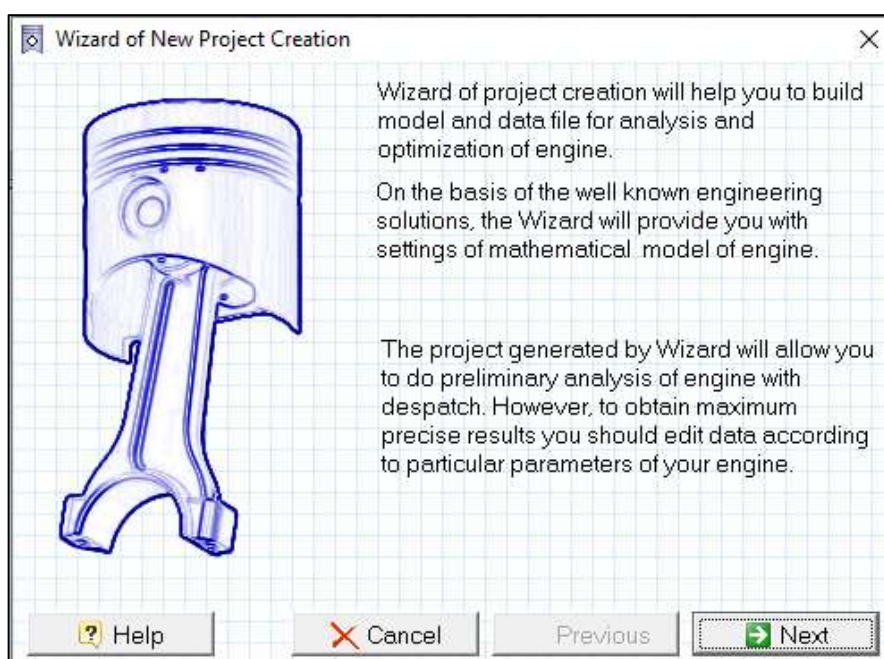 Wizard of New Project Creation
Wizard of project creation will help you to build
model and data file for analysis and
optimization of engine.
On the basis of the well known engineering
solutions, the Wizard will provide you with
settings of mathematical model of engine.
The project generated by Wizard will allow you
to do preliminary analysis of engine with
despatch. However, to obtain maximum
precise results you should edit data according
to particular parameters of your engine.
? Help
Cancel
Previous
Next